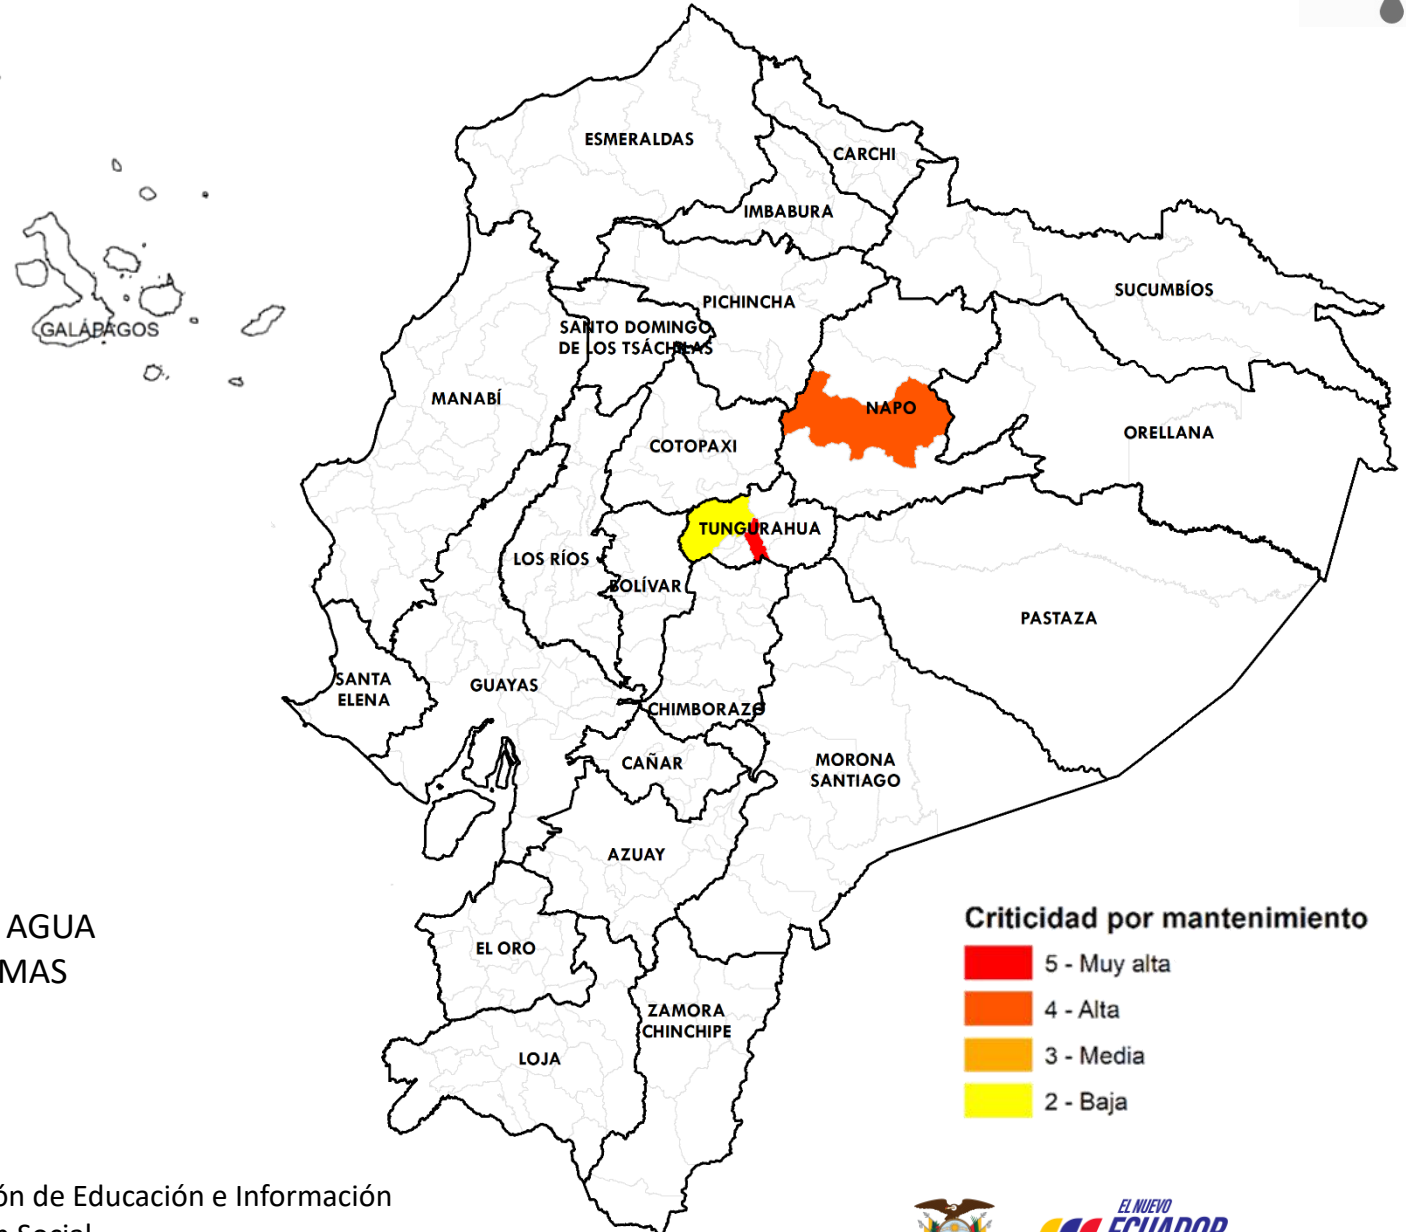 ESMERALDAS
CARCHI
IMBABURA
SUCUMBÍOS
PICHINCHA
GALÁPAGOS
SANTO DOMINGO
DE LOS TSÁCHILAS
MANABÍ
NAPO
ORELLANA
COTOPAXI
TUNGURAHUA
LOS RÍOS
BOLÍVAR
PASTAZA
SANTA
ELENA
GUAYAS
CHIMBORAZO
CAÑAR
MORONA
SANTIAGO
AZUAY
EL ORO
ZAMORA
CHINCHIPE
LOJA
AGUA
MAS
Criticidad por mantenimiento
5 - Muy alta
4 - Alta
3 - Media
2 - Baja
ón de Educación e Información
Social
EL NUEVO
ECUADOR